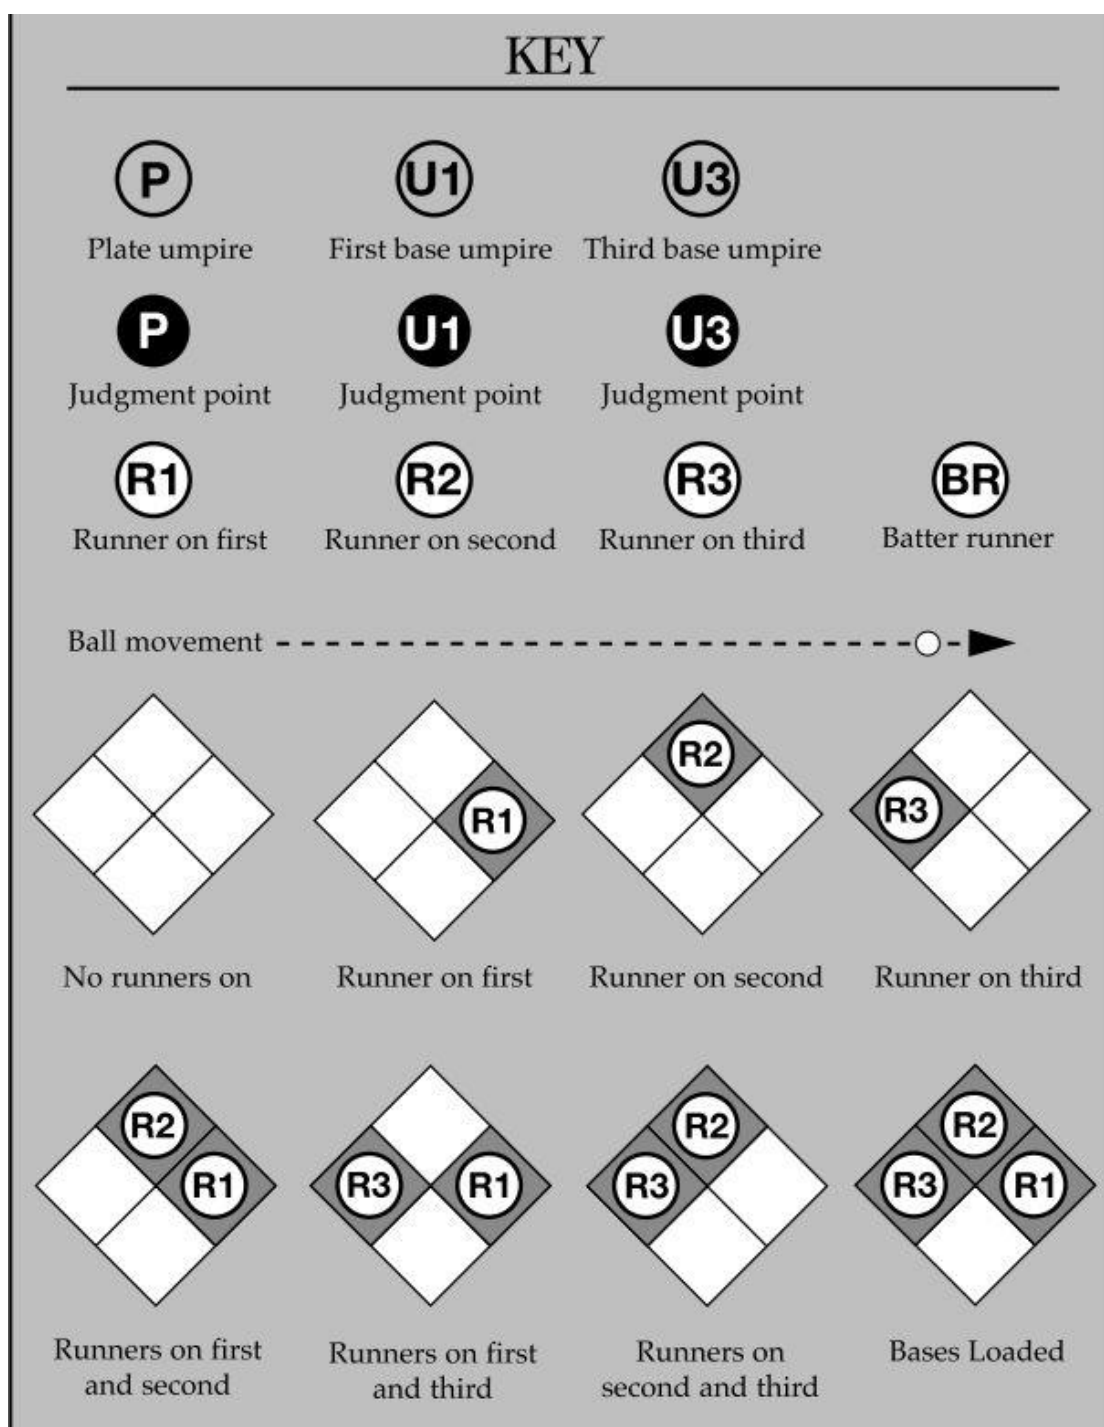 KEY
P U1 U3
Plate umpire First base umpire Third base umpire
P U1 U3
Judgment point Judgment point Judgment point
R1 R2 R3 BR
Runner on first Runner on second Runner on third Batter runner
Ball movement
R1 R2 R3
No runners on Runner on first Runner on second Runner on third
R2 R1 R3 R1 R2 R3 R2 R3 R1
Runners on first
and second
Runners on first
and third
Runners on
second and third
Bases Loaded